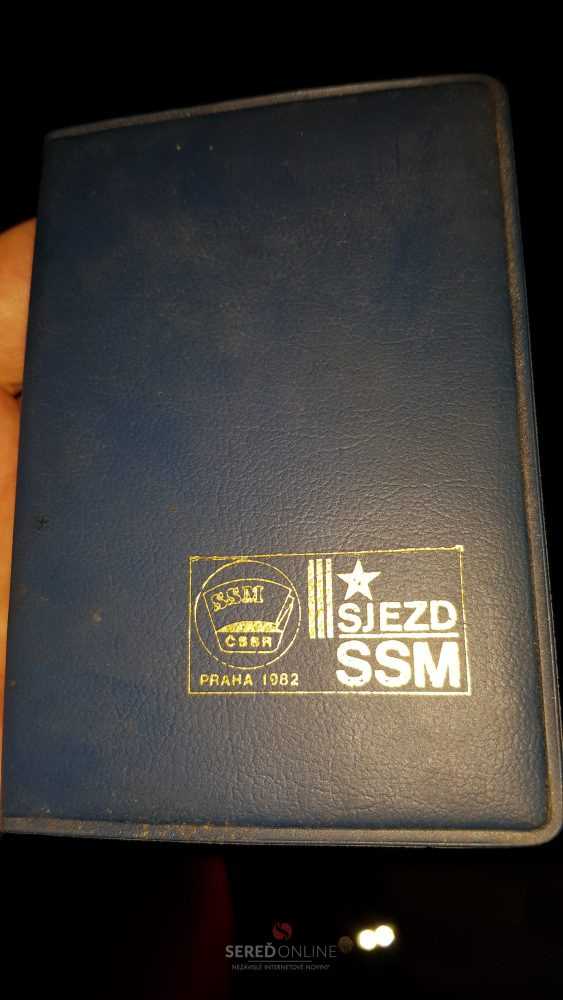 SSM
ČSSR
PRAHA 1982
III
SJEZD
SSM
SEREĎONLINE
NEZÁVISLÉ INTERNETOVÉ NOVINY